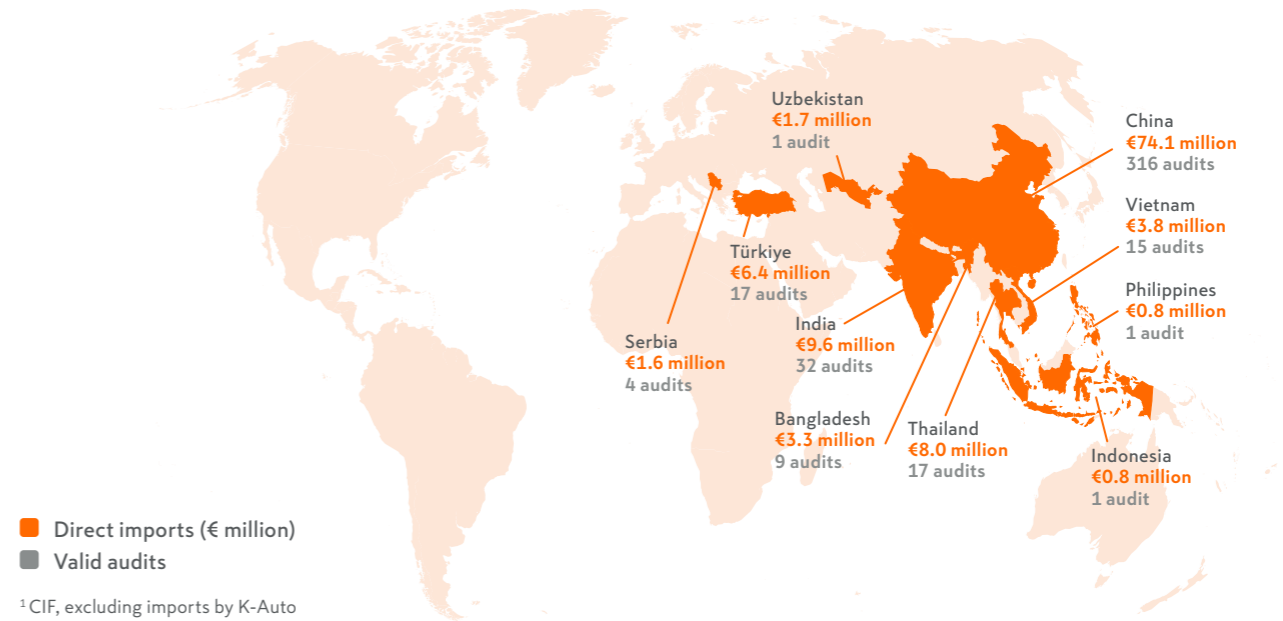 Uzbekistan
€1.7 million
1 audit
China
€74.1 million
316 audits
Vietnam
€3.8 million
15 audits
Türkiye
€6.4 million
17 audits
Philippines
€0.8 million
1 audit
India
€9.6 million
32 audits
Serbia
€1.6 million
4 audits
Bangladesh
€3.3 million
9 audits
Thailand
€8.0 million
17 audits
Indonesia
€0.8 million
1 audit
Direct imports (€ million)
Valid audits
¹ CIF, excluding imports by K-Auto